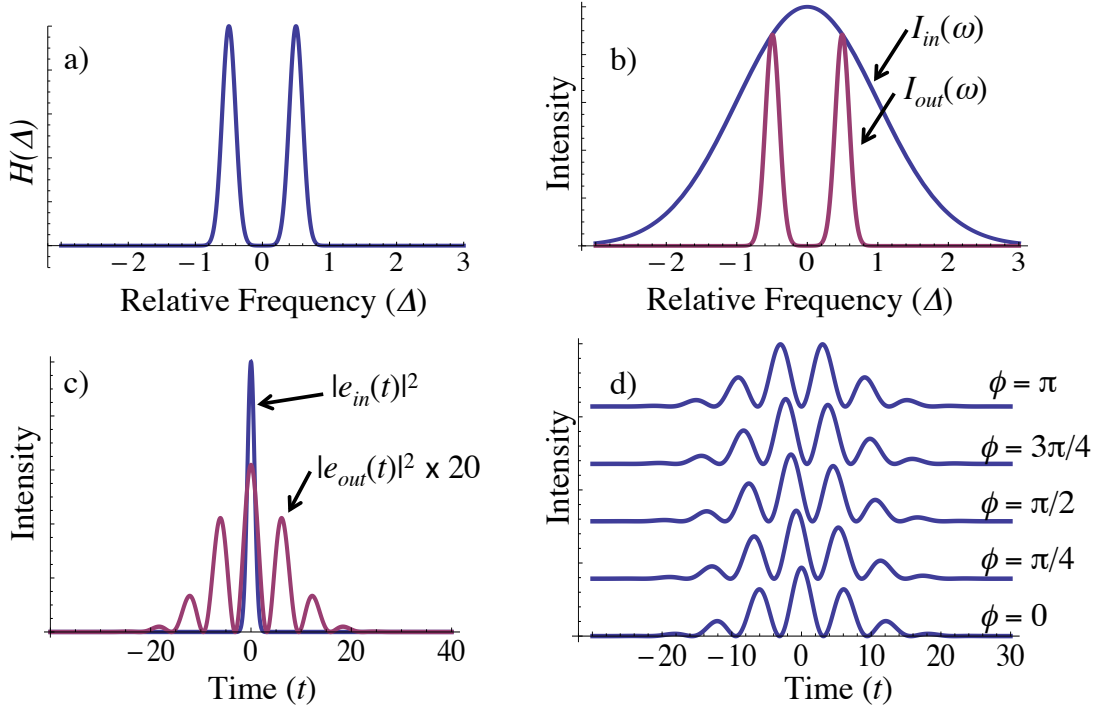 a)
H(Δ)
−2 −1 0 1 2 3
Relative Frequency (Δ)
b)
Intensity
I_in(ω)
I_out(ω)
−2 −1 0 1 2 3
Relative Frequency (Δ)
c)
Intensity
|e_in(t)|²
|e_out(t)|² x 20
−20 0 20 40
Time (t)
d)
Intensity
ϕ = π
ϕ = 3π/4
ϕ = π/2
ϕ = π/4
ϕ = 0
−20 −10 0 10 20 30
Time (t)